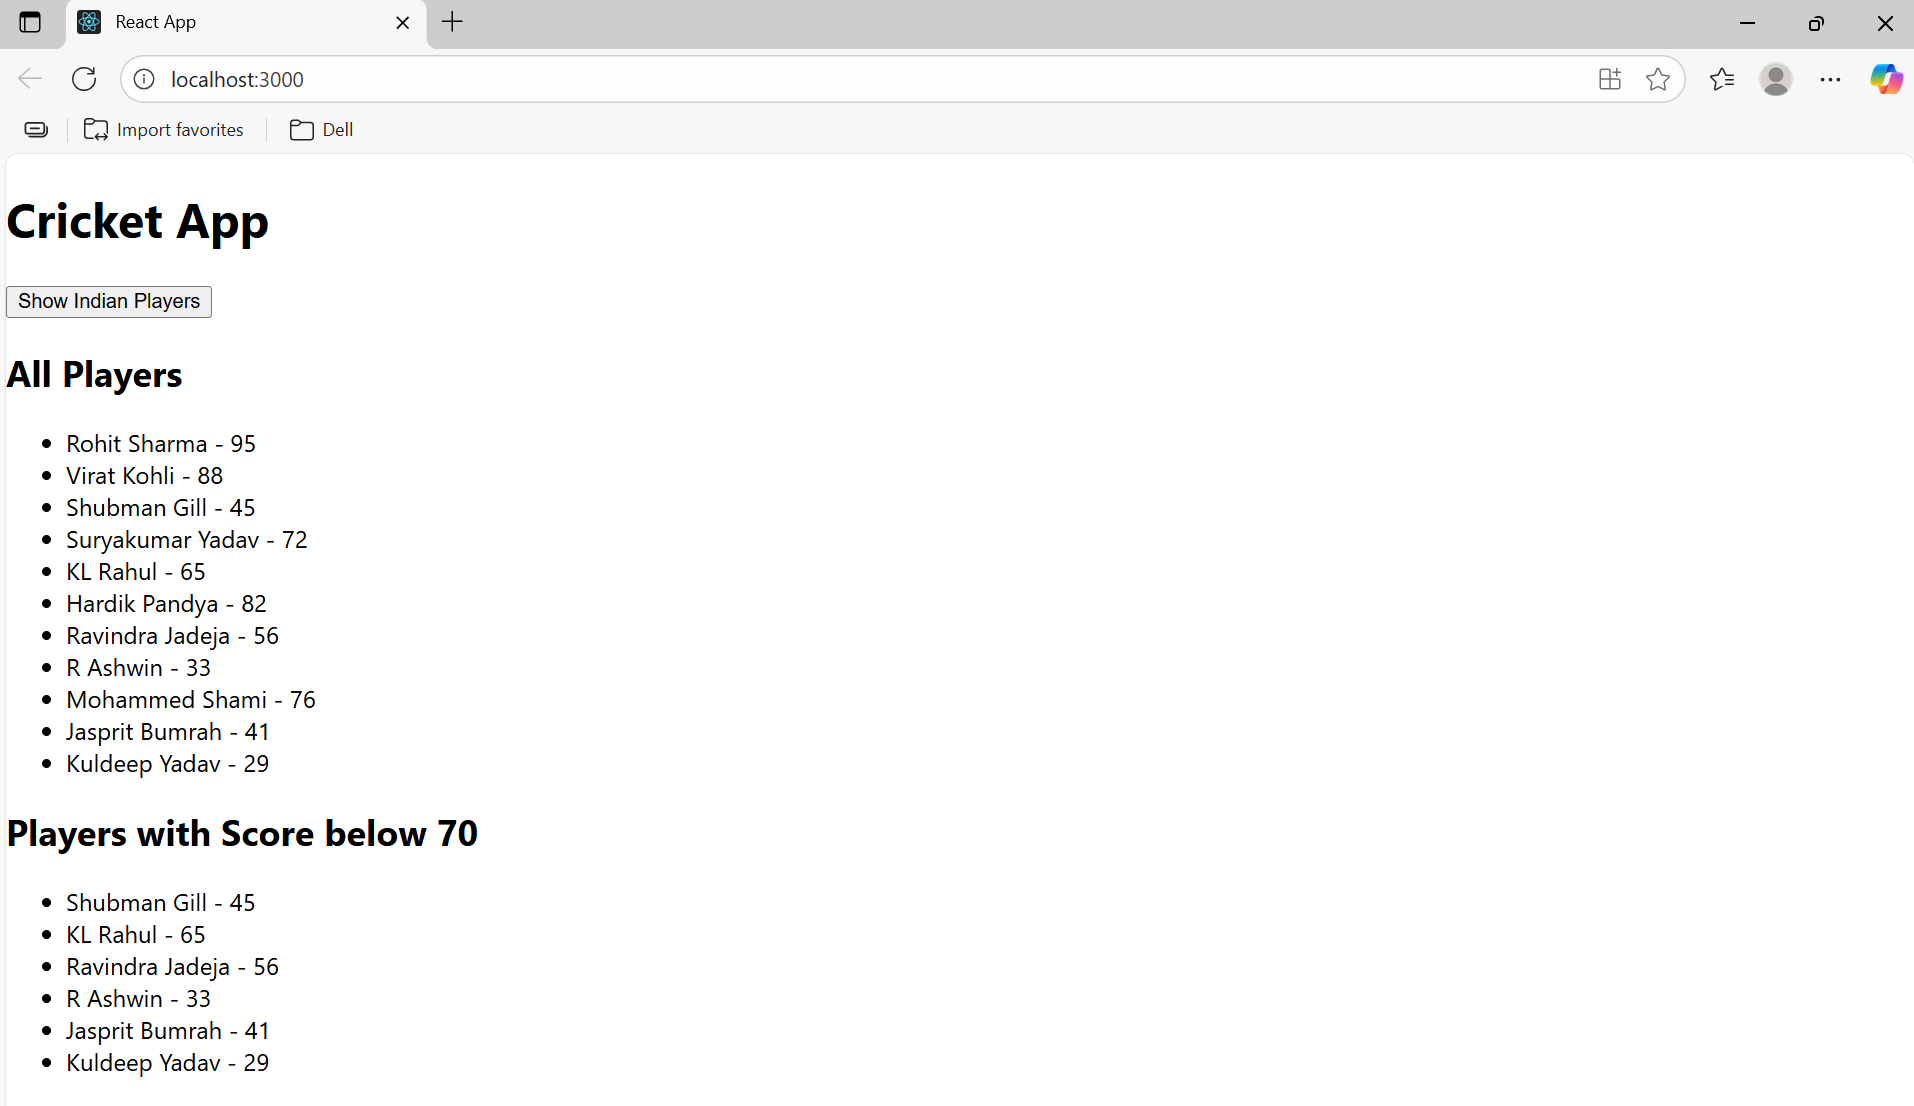 React App
localhost:3000
Import favorites
Dell
Cricket App
Show Indian Players
All Players
Rohit Sharma - 95
Virat Kohli - 88
Shubman Gill - 45
Suryakumar Yadav - 72
KL Rahul - 65
Hardik Pandya - 82
Ravindra Jadeja - 56
R Ashwin - 33
Mohammed Shami - 76
Jasprit Bumrah - 41
Kuldeep Yadav - 29
Players with Score below 70
Shubman Gill - 45
KL Rahul - 65
Ravindra Jadeja - 56
R Ashwin - 33
Jasprit Bumrah - 41
Kuldeep Yadav - 29